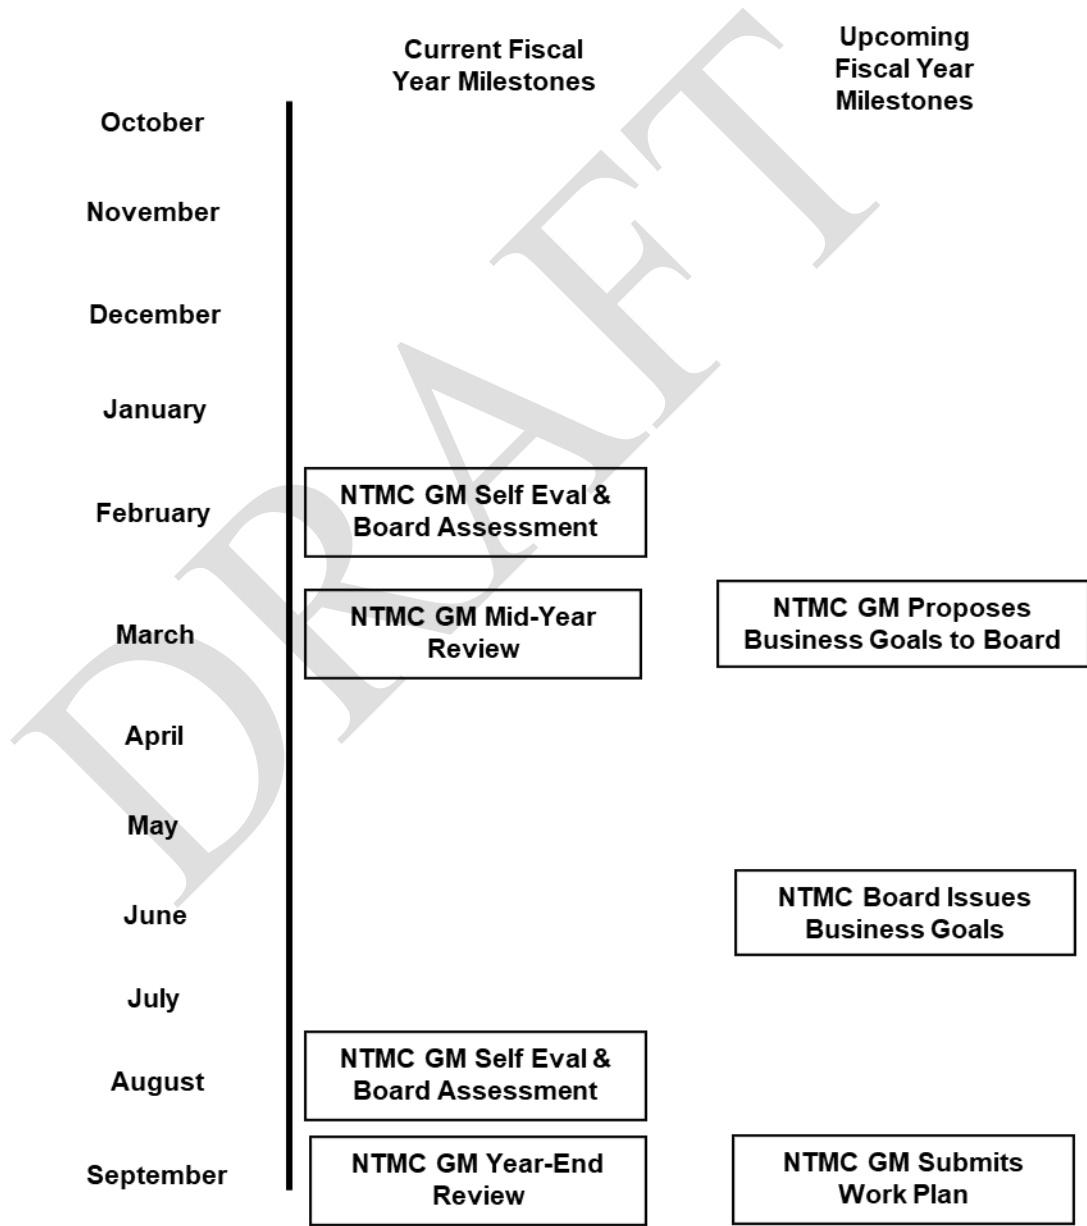 Current Fiscal
Year Milestones
Upcoming
Fiscal Year
Milestones
October
November
December
January
February
NTMC GM Self Eval &
Board Assessment
March
NTMC GM Mid-Year
Review
NTMC GM Proposes
Business Goals to Board
April
May
June
NTMC Board Issues
Business Goals
July
August
NTMC GM Self Eval &
Board Assessment
September
NTMC GM Year-End
Review
NTMC GM Submits
Work Plan
DRAFT